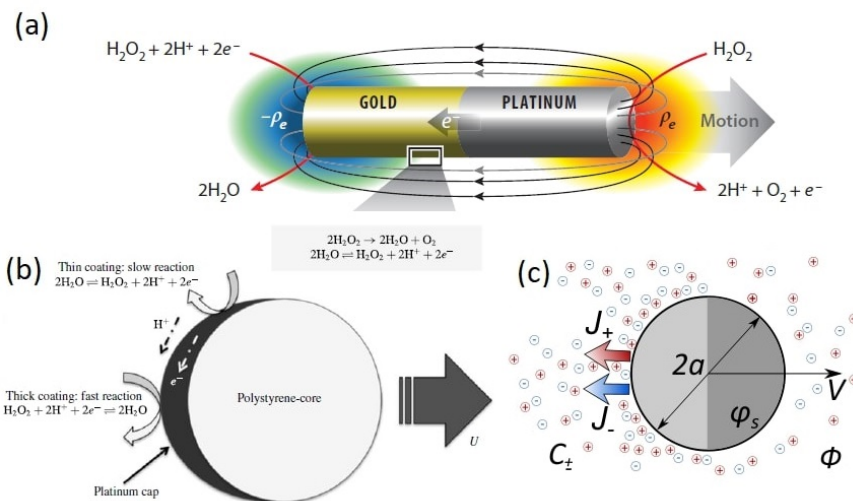 (a)
H₂O₂ + 2H⁺ + 2e⁻
H₂O₂
GOLD
PLATINUM
-ρₑ
e⁻
ρₑ
Motion
2H₂O
2H⁺ + O₂ + e⁻
2H₂O₂ → 2H₂O + O₂
2H₂O ⇌ H₂O₂ + 2H⁺ + 2e⁻
(b)
Thin coating: slow reaction
2H₂O ⇌ H₂O₂ + 2H⁺ + 2e⁻
H⁺
e⁻
Thick coating: fast reaction
H₂O₂ + 2H⁺ + 2e⁻ ⇌ 2H₂O
Polystyrene-core
U
Platinum cap
(c)
J₊
2a
V
J₋
φₛ
C±
Φ